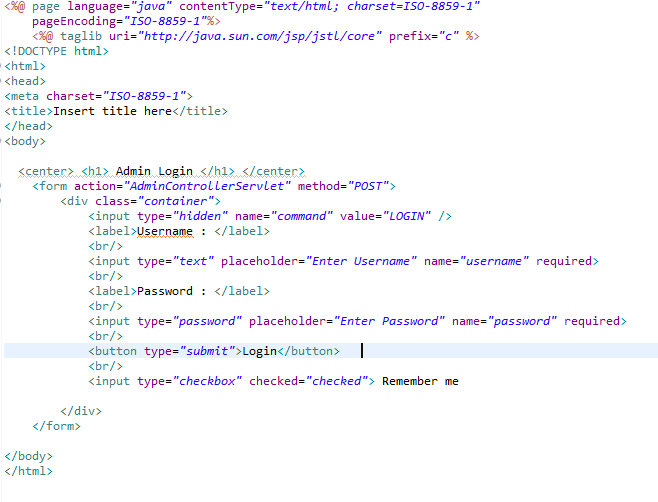 <%@ page language="java" contentType="text/html; charset=ISO-8859-1"
    pageEncoding="ISO-8859-1"%>
    <%@ taglib uri="http://java.sun.com/jsp/jstl/core" prefix="c" %>
<!DOCTYPE html>
<html>
<head>
<meta charset="ISO-8859-1">
<title>Insert title here</title>
</head>
<body>
  <center> <h1> Admin Login </h1> </center>
    <form action="AdminControllerServlet" method="POST">
        <div class="container">
            <input type="hidden" name="command" value="LOGIN" />
            <label>Username : </label>
            <br/>
            <input type="text" placeholder="Enter Username" name="username" required>
            <br/>
            <label>Password : </label>
            <br/>
            <input type="password" placeholder="Enter Password" name="password" required>
            <br/>
            <button type="submit">Login</button>
            <br/>
            <input type="checkbox" checked="checked"> Remember me
        </div>
    </form>
</body>
</html>